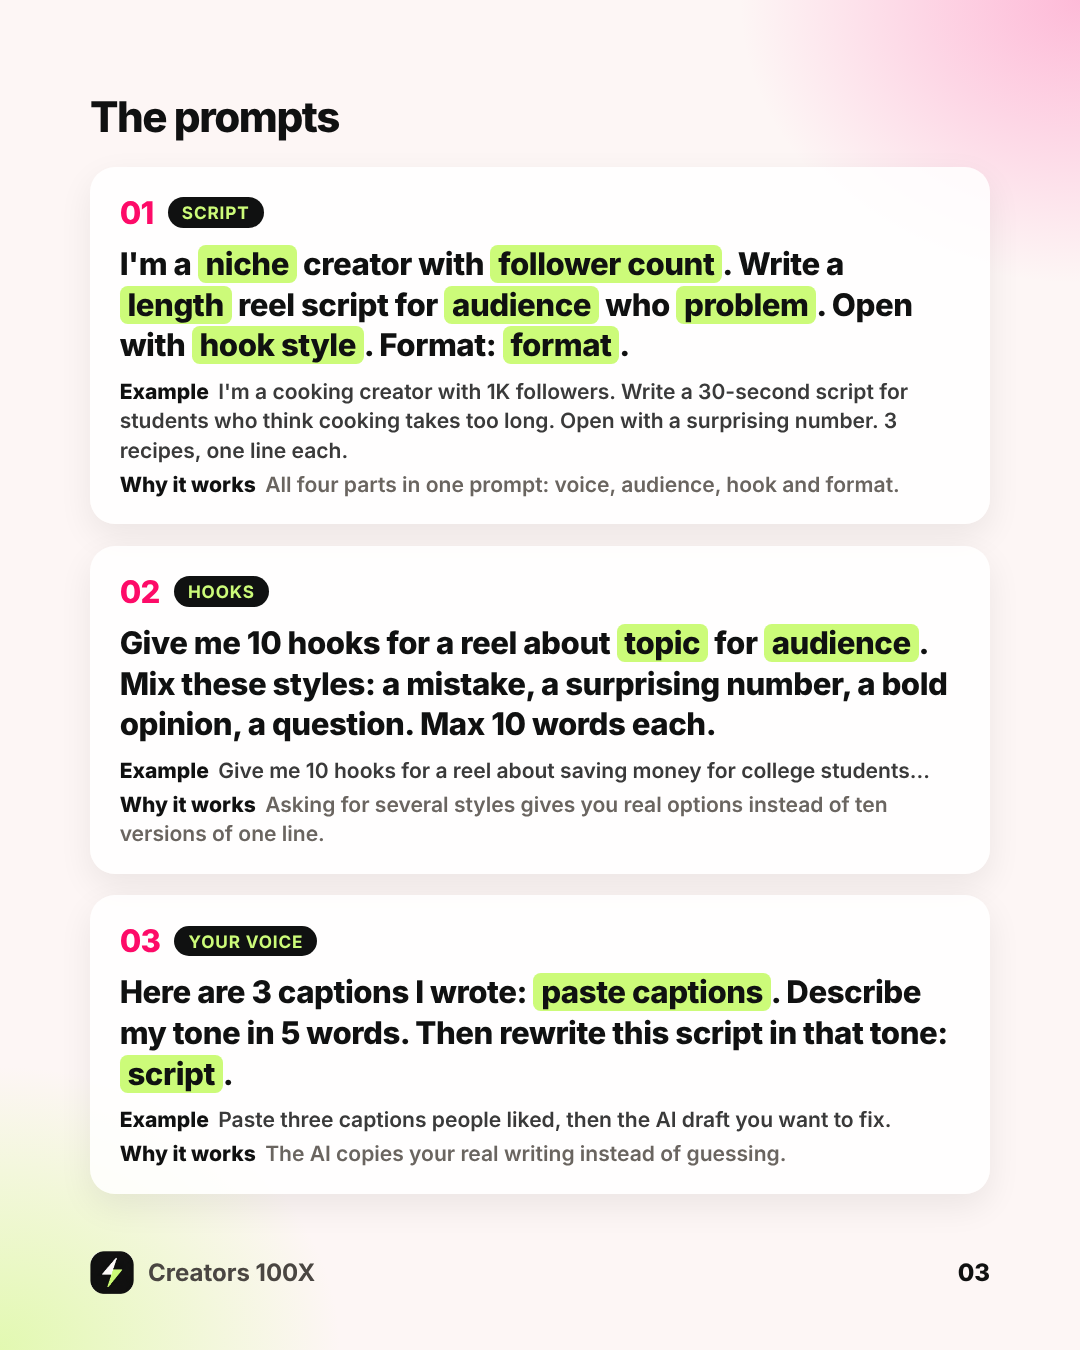 The prompts
01 SCRIPT
I'm a niche creator with follower count. Write a
length reel script for audience who problem. Open
with hook style. Format: format.
Example I'm a cooking creator with 1K followers. Write a 30-second script for
students who think cooking takes too long. Open with a surprising number. 3
recipes, one line each.
Why it works All four parts in one prompt: voice, audience, hook and format.
02 HOOKS
Give me 10 hooks for a reel about topic for audience.
Mix these styles: a mistake, a surprising number, a bold
opinion, a question. Max 10 words each.
Example Give me 10 hooks for a reel about saving money for college students...
Why it works Asking for several styles gives you real options instead of ten
versions of one line.
03 YOUR VOICE
Here are 3 captions I wrote: paste captions. Describe
my tone in 5 words. Then rewrite this script in that tone:
script.
Example Paste three captions people liked, then the AI draft you want to fix.
Why it works The AI copies your real writing instead of guessing.
Creators 100X
03